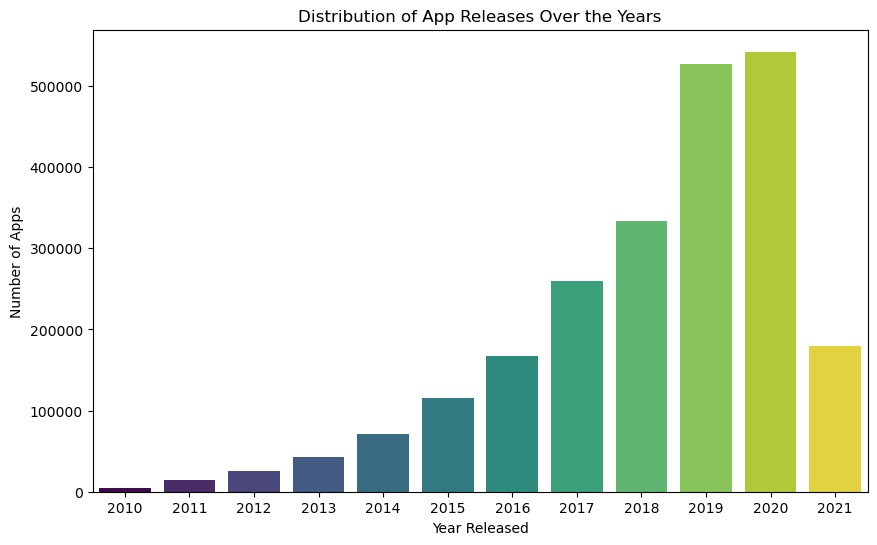 Distribution of App Releases Over the Years
Number of Apps
500000
400000
300000
200000
100000
0
2010 2011 2012 2013 2014 2015 2016 2017 2018 2019 2020 2021
Year Released